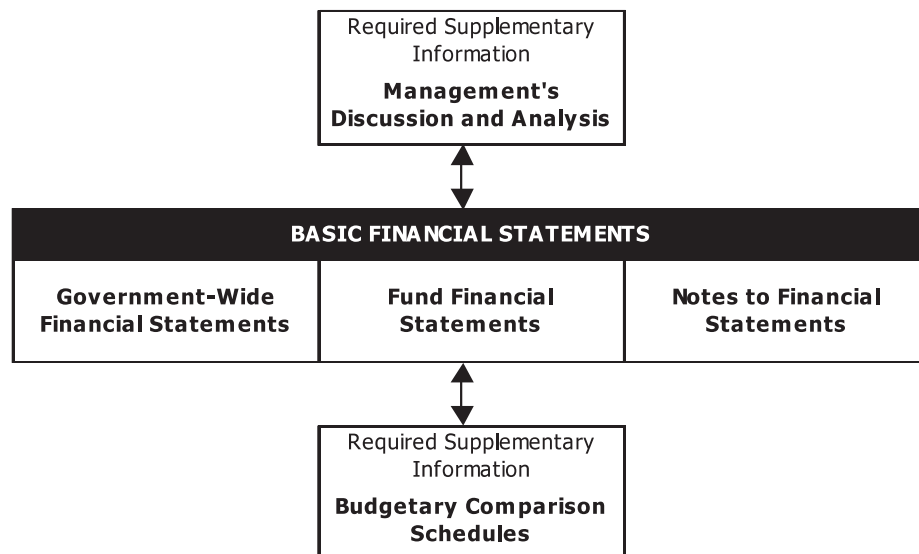 Required Supplementary
Information
Management's
Discussion and Analysis
BASIC FINANCIAL STATEMENTS
Government-Wide
Financial Statements
Fund Financial
Statements
Notes to Financial
Statements
Required Supplementary
Information
Budgetary Comparison
Schedules